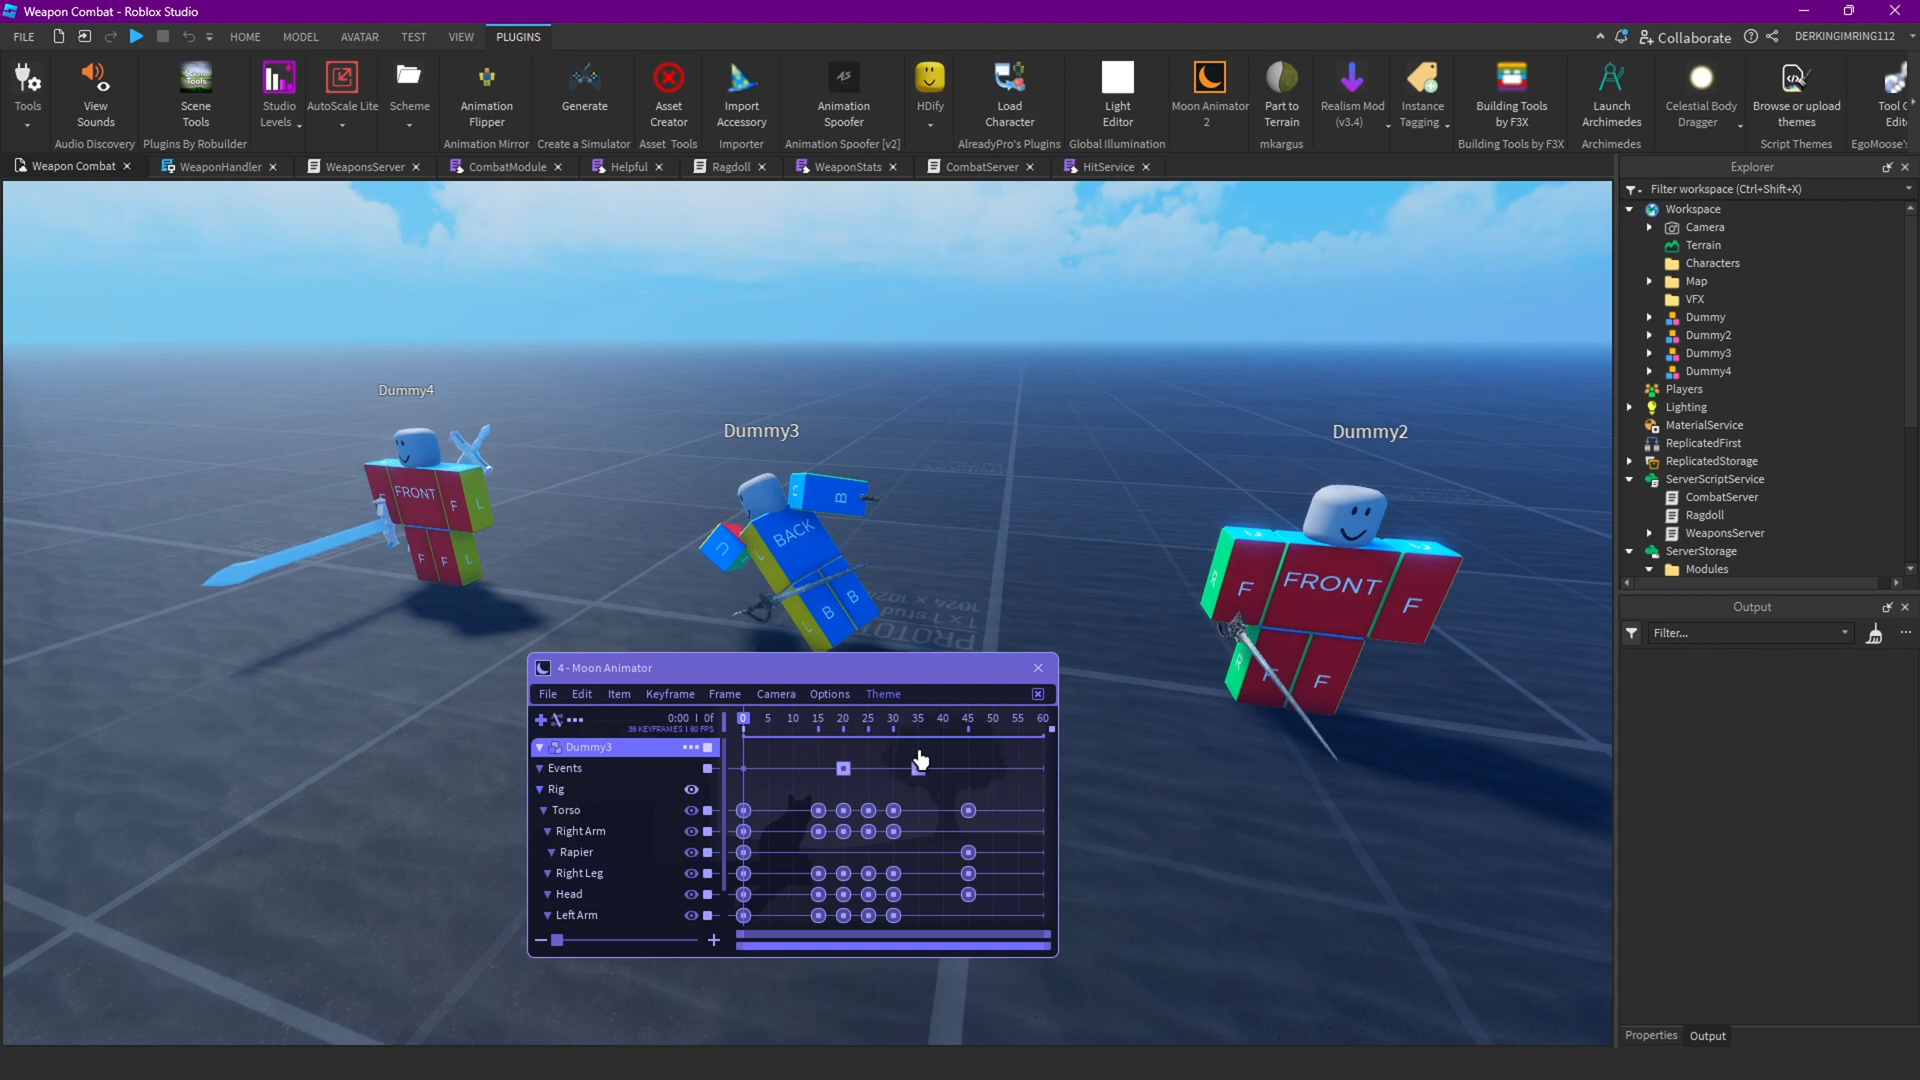 Weapon Combat - Roblox Studio
FILE HOME MODEL AVATAR TEST VIEW PLUGINS Collaborate DERKINGIMRING112
Tools
View Sounds
Audio Discovery
Scene Tools
Plugins By Robuilder
Studio Levels
AutoScale Lite
Scheme
Animation Flipper
Animation Mirror
Generate
Create a Simulator
Asset Creator
Asset Tools
Import Accessory
Importer
Animation Spoofer
Animation Spoofer [v2]
HDify
Load Character
AlreadyPro's Plugins
Light Editor
Global Illumination
Moon Animator 2
Part to Terrain
mkargus
Realism Mod (v3.4)
Instance Tagging
Building Tools by F3X
Building Tools by F3X
Launch Archimedes
Archimedes
Celestial Body Dragger
Browse or upload themes
Script Themes
EgoMoose's
Weapon Combat WeaponHandler WeaponsServer CombatModule Helpful Ragdoll WeaponStats CombatServer HitService
Explorer
Filter workspace (Ctrl+Shift+X)
Workspace
Camera
Terrain
Characters
Map
VFX
Dummy
Dummy2
Dummy3
Dummy4
Players
Lighting
MaterialService
ReplicatedFirst
ReplicatedStorage
ServerScriptService
CombatServer
Ragdoll
WeaponsServer
ServerStorage
Modules
Output
Filter...
Properties Output
Dummy4
FRONT F L
F F L
Dummy3
B
BACK
L
B B
L
1024 x 1024
1 x 1 stud
Dummy2
F FRONT F
R F F
4 - Moon Animator
File Edit Item Keyframe Frame Camera Options Theme
0:00 | 0f
36 KEYFRAMES | 60 FPS
0 5 10 15 20 25 30 35 40 45 50 55 60
Dummy3
Events
Rig
Torso
Right Arm
Rapier
Right Leg
Head
Left Arm